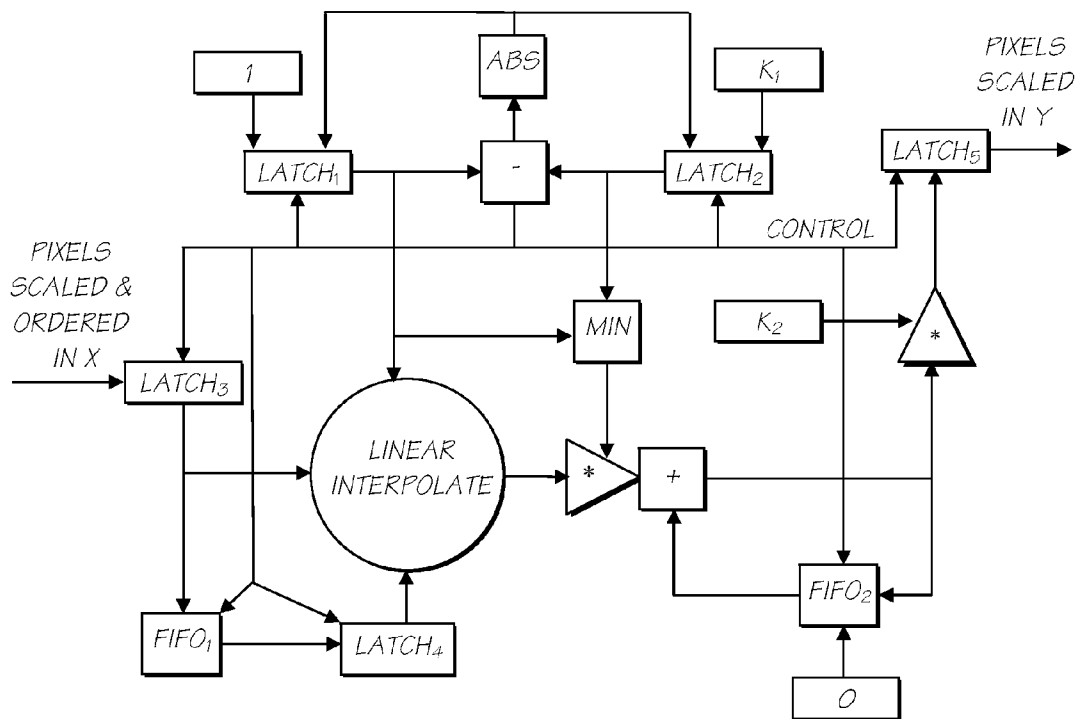 ABS
1
K₁
PIXELS
SCALED
IN Y
LATCH₁
-
LATCH₂
LATCH₅
CONTROL
PIXELS
SCALED &
ORDERED
IN X
MIN
K₂
*
LATCH₃
LINEAR
INTERPOLATE
*
+
FIFO₁
LATCH₄
FIFO₂
0